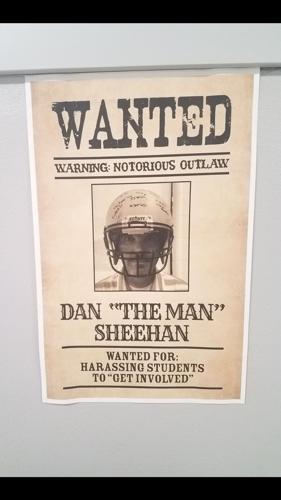 WANTED
WARNING: NOTORIOUS OUTLAW
DAN "THE MAN"
SHEEHAN
WANTED FOR:
HARASSING STUDENTS
TO "GET INVOLVED"